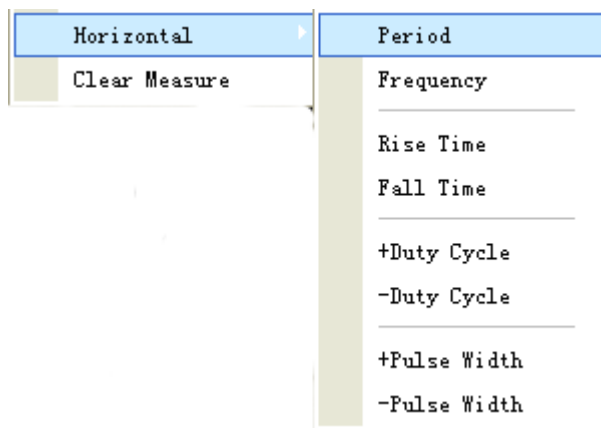 Horizontal
Clear Measure
Period
Frequency
Rise Time
Fall Time
+Duty Cycle
-Duty Cycle
+Pulse Width
-Pulse Width